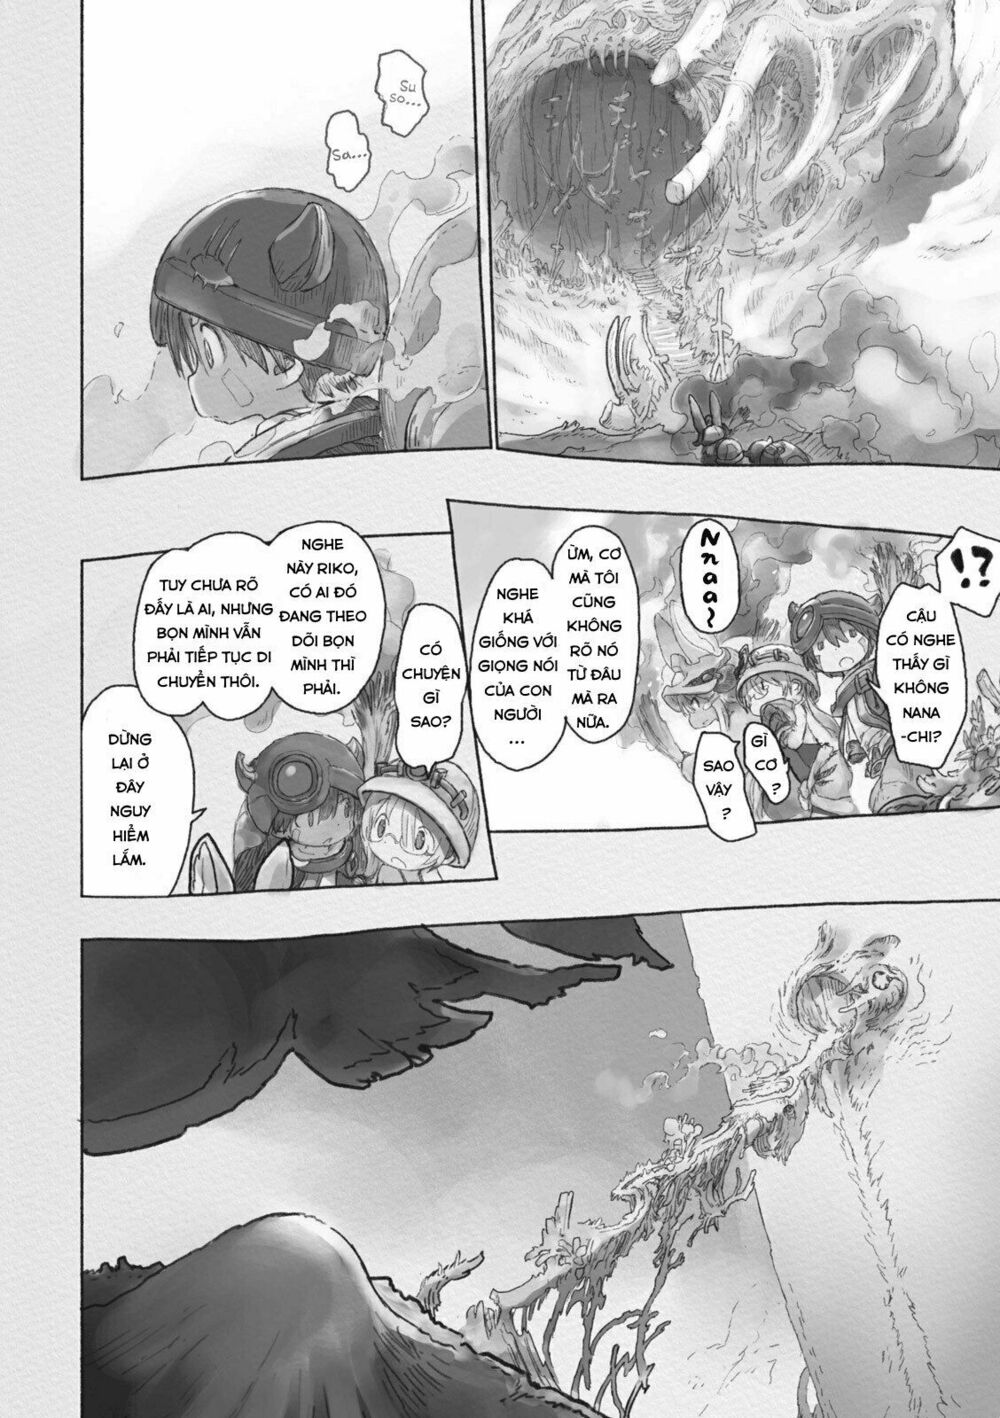 Su
so...
Sa...
!?
CẬU
CÓ NGHE
THẤY GÌ
KHÔNG
NANA
-CHI?
Nnaa~
GÌ
CƠ
?
SAO
VẬY
?
ỪM, CƠ
MÀ TÔI
CŨNG
KHÔNG
RÕ NÓ
TỪ ĐÂU
MÀ RA
NỮA.
NGHE
KHÁ
GIỐNG VỚI
GIỌNG NÓI
CỦA CON
NGƯỜI
...
CÓ
CHUYỆN
GÌ
SAO?
NGHE
NÀY RIKO,
CÓ AI ĐÓ
ĐANG THEO
DÕI BỌN
MÌNH THÌ
PHẢI.
TUY CHƯA RÕ
ĐẤY LÀ AI, NHƯNG
BỌN MÌNH VẪN
PHẢI TIẾP TỤC DI
CHUYỂN THÔI.
DỪNG
LẠI Ở
ĐÂY
NGUY
HIỂM
LẮM.